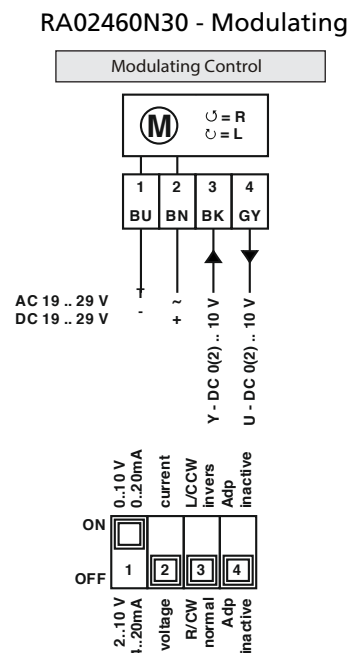 RA02460N30 - Modulating
Modulating Control
M
↺ = R
↻ = L
1 2 3 4
BU BN BK GY
AC 19 .. 29 V ⊥ ~
DC 19 .. 29 V - +
Y - DC 0(2) .. 10 V
U - DC 0(2) .. 10 V
0..10 V
0..20mA
current
L/CCW
invers
Adp
inactive
ON
OFF
1 2 3 4
2..10 V
4..20mA
voltage
R/CW
normal
Adp
inactive